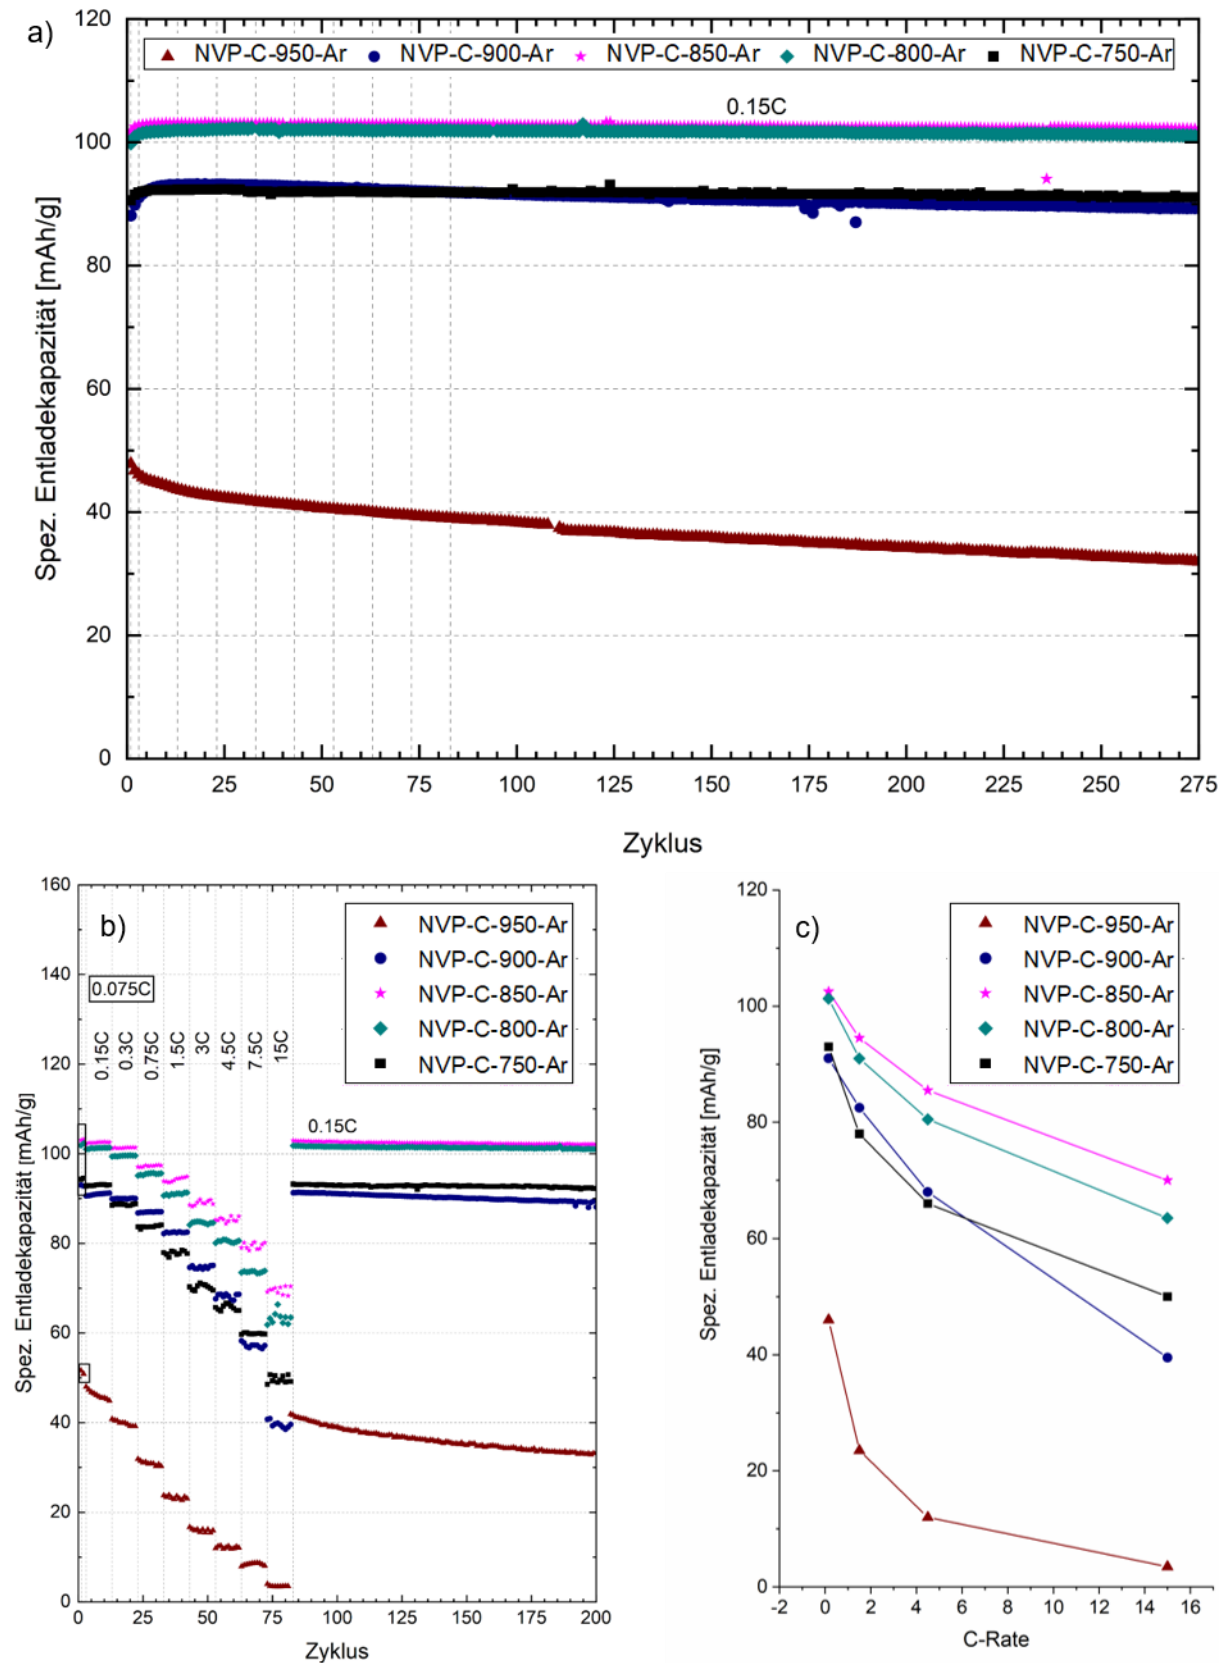 a)
120
100
80
60
40
20
0
NVP-C-950-Ar NVP-C-900-Ar NVP-C-850-Ar NVP-C-800-Ar NVP-C-750-Ar
0.15C
Spez. Entladekapazität [mAh/g]
0 25 50 75 100 125 150 175 200 225 250 275
Zyklus
b)
160
140
120
100
80
60
40
20
0
NVP-C-950-Ar
NVP-C-900-Ar
NVP-C-850-Ar
NVP-C-800-Ar
NVP-C-750-Ar
0.075C
0.15C
0.3C
0.75C
1.5C
3C
4.5C
7.5C
15C
0.15C
Spez. Entladekapazität [mAh/g]
0 25 50 75 100 125 150 175 200
Zyklus
c)
120
100
80
60
40
20
0
NVP-C-950-Ar
NVP-C-900-Ar
NVP-C-850-Ar
NVP-C-800-Ar
NVP-C-750-Ar
Spez. Entladekapazität [mAh/g]
-2 0 2 4 6 8 10 12 14 16
C-Rate